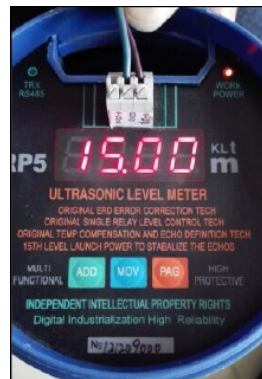 TRX WORK
RS485 POWER
RP5 15.00 KL t
m
ULTRASONIC LEVEL METER
ORIGINAL ERD ERROR CORRECTION TECH
ORIGINAL SINGLE RELAY LEVEL CONTROL TECH
ORIGINAL TEMP COMPENSATION AND ECHO DEFINITION TECH
15TH LEVEL LAUNCH POWER TO STABALIZE THE ECHOS
MULTI ADD MOV PAG HIGH
FUNCTIONAL PROTECTIVE
INDEPENDENT INTELLECTUAL PROPERTY RIGHTS
Digital Industrialization High Reliability